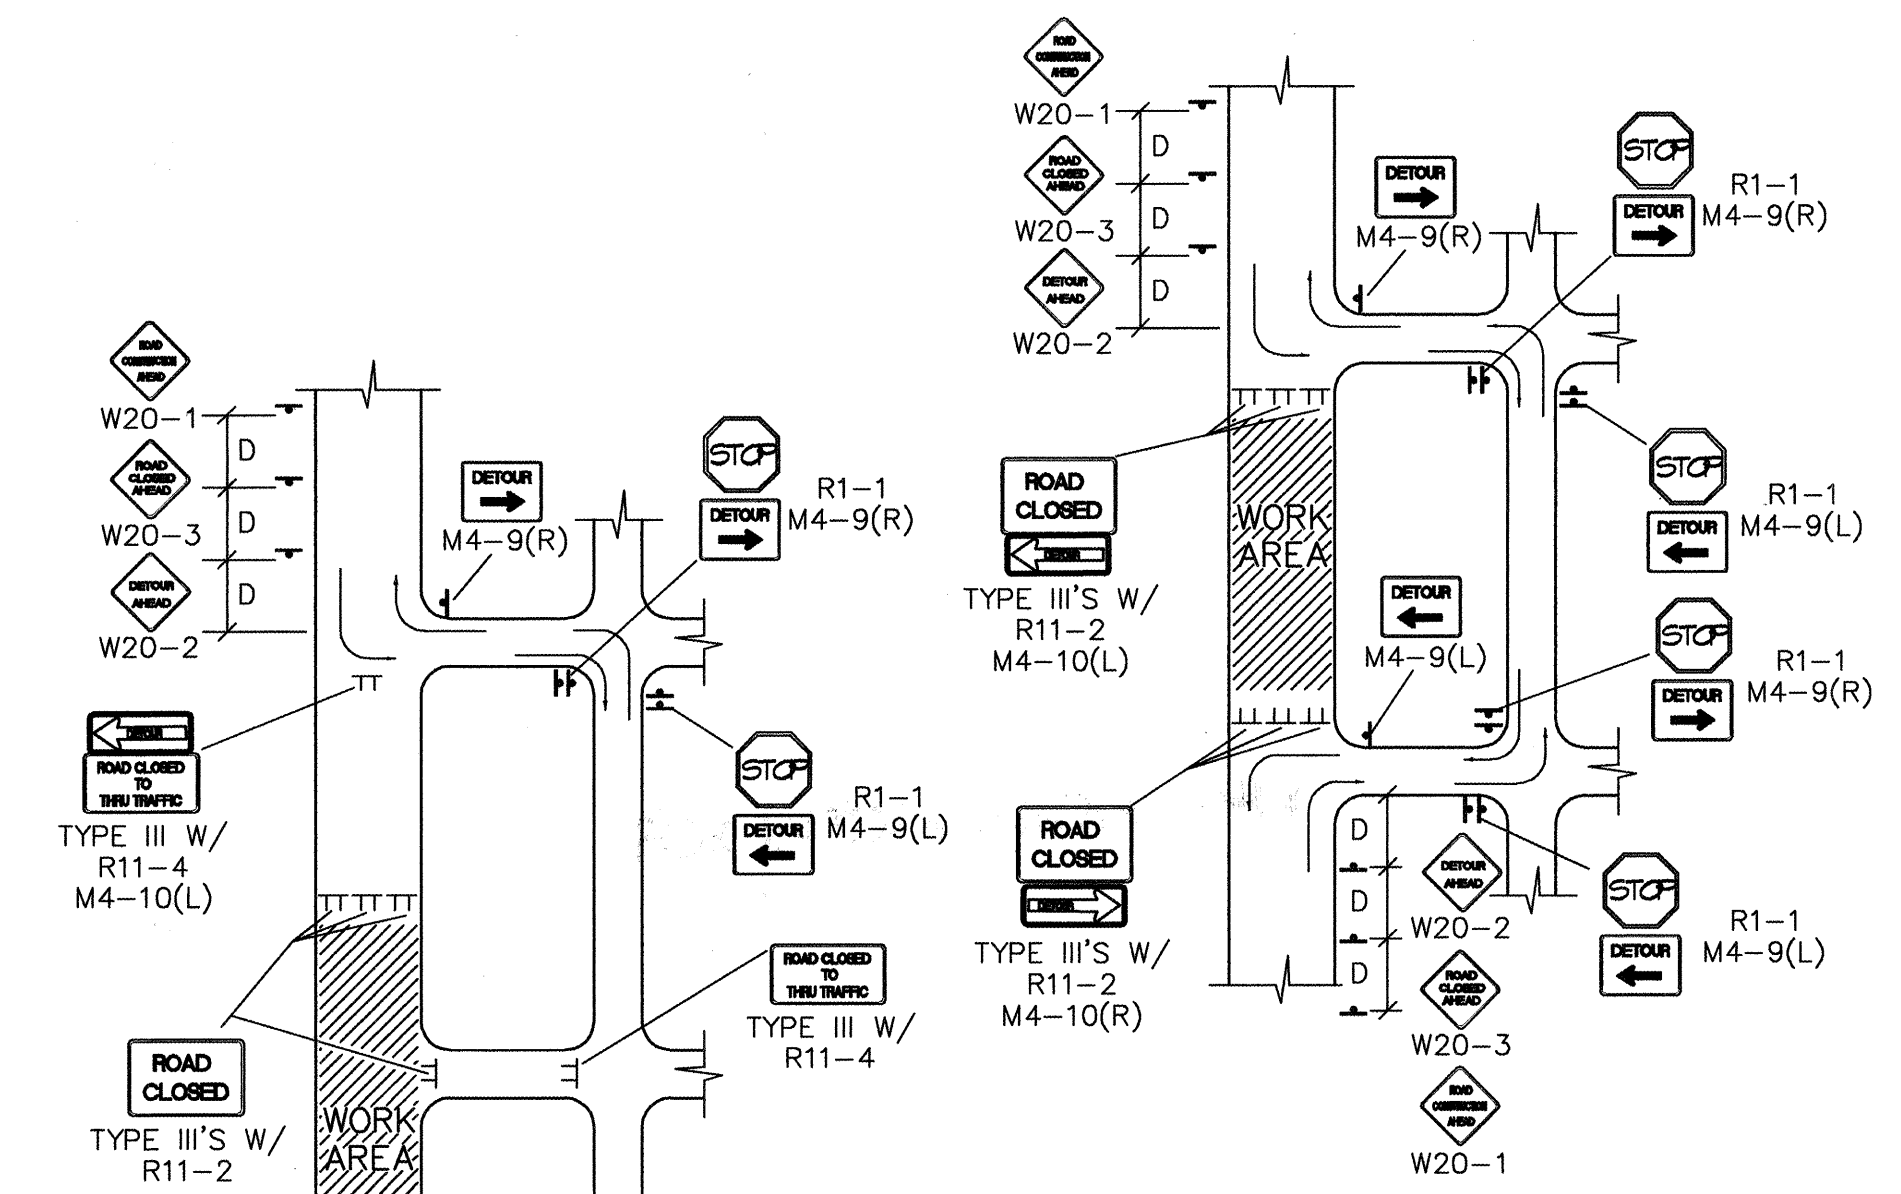 ROAD
CONSTRUCTION
AHEAD
W20-1
D
ROAD
CLOSED
AHEAD
W20-3
D
DETOUR
AHEAD
W20-2
D
DETOUR
M4-9(R)
STOP
DETOUR
R1-1
M4-9(R)
DETOUR
ROAD CLOSED
TO
THRU TRAFFIC
TYPE III W/
R11-4
M4-10(L)
STOP
DETOUR
R1-1
M4-9(L)
ROAD CLOSED
TO
THRU TRAFFIC
TYPE III W/
R11-4
ROAD
CLOSED
TYPE III'S W/
R11-2
WORK
AREA
ROAD
CONSTRUCTION
AHEAD
W20-1
D
ROAD
CLOSED
AHEAD
W20-3
D
DETOUR
AHEAD
W20-2
D
DETOUR
M4-9(R)
STOP
DETOUR
R1-1
M4-9(R)
ROAD
CLOSED
DETOUR
TYPE III'S W/
R11-2
M4-10(L)
WORK
AREA
STOP
DETOUR
R1-1
M4-9(L)
DETOUR
M4-9(L)
STOP
DETOUR
R1-1
M4-9(R)
ROAD
CLOSED
DETOUR
TYPE III'S W/
R11-2
M4-10(R)
D
DETOUR
AHEAD
W20-2
D
ROAD
CLOSED
AHEAD
W20-3
D
ROAD
CONSTRUCTION
AHEAD
W20-1
STOP
DETOUR
R1-1
M4-9(L)